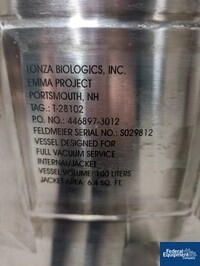 LONZA BIOLOGICS, INC.
EMMA PROJECT
PORTSMOUTH, NH
TAG.: T-28102
P.O. NO.: 446897-3012
FELDMEIER SERIAL NO.: S029812
VESSEL DESIGNED FOR
FULL VACUUM SERVICE
INTERNAL/JACKET
VESSEL VOLUME: 100 LITERS
JACKET AREA: 6.4 SQ. FT.
Federal
Equipment
Company